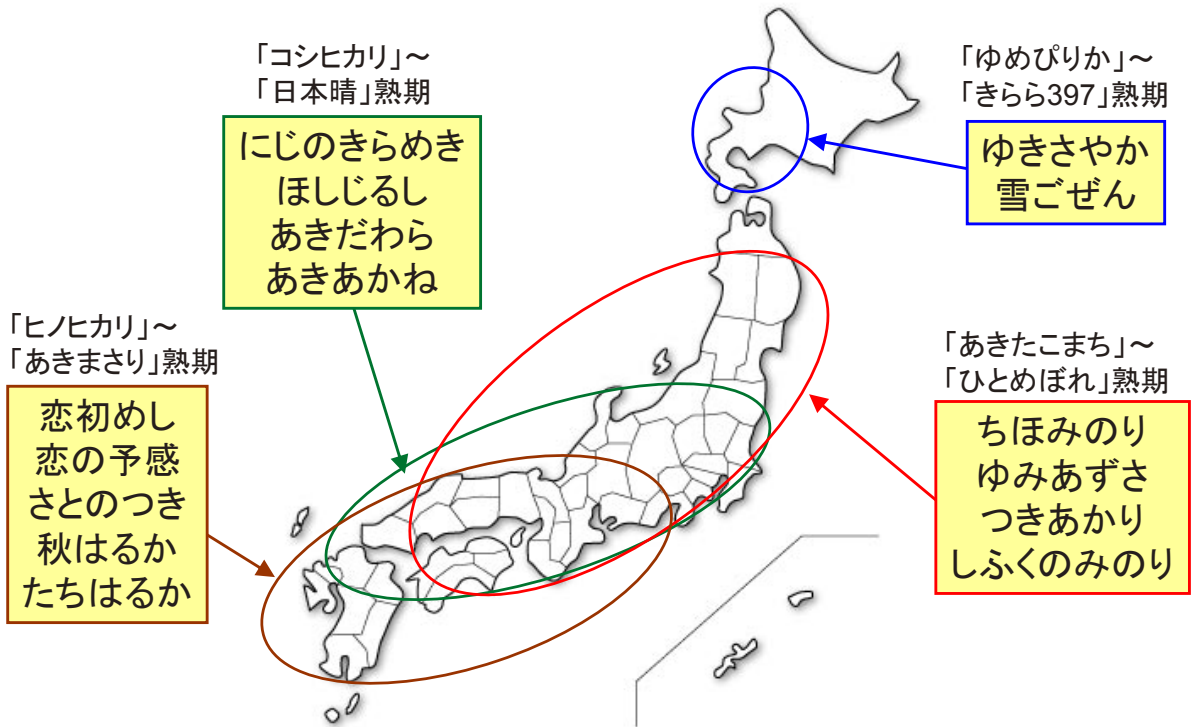 「コシヒカリ」～
「日本晴」熟期
にじのきらめき
ほしじるし
あきだわら
あきあかね
「ゆめぴりか」～
「きらら397」熟期
ゆきさやか
雪ごぜん
「ヒノヒカリ」～
「あきまさり」熟期
恋初めし
恋の予感
さとのつき
秋はるか
たちはるか
「あきたこまち」～
「ひとめぼれ」熟期
ちほみのり
ゆみあずさ
つきあかり
しふくのみのり